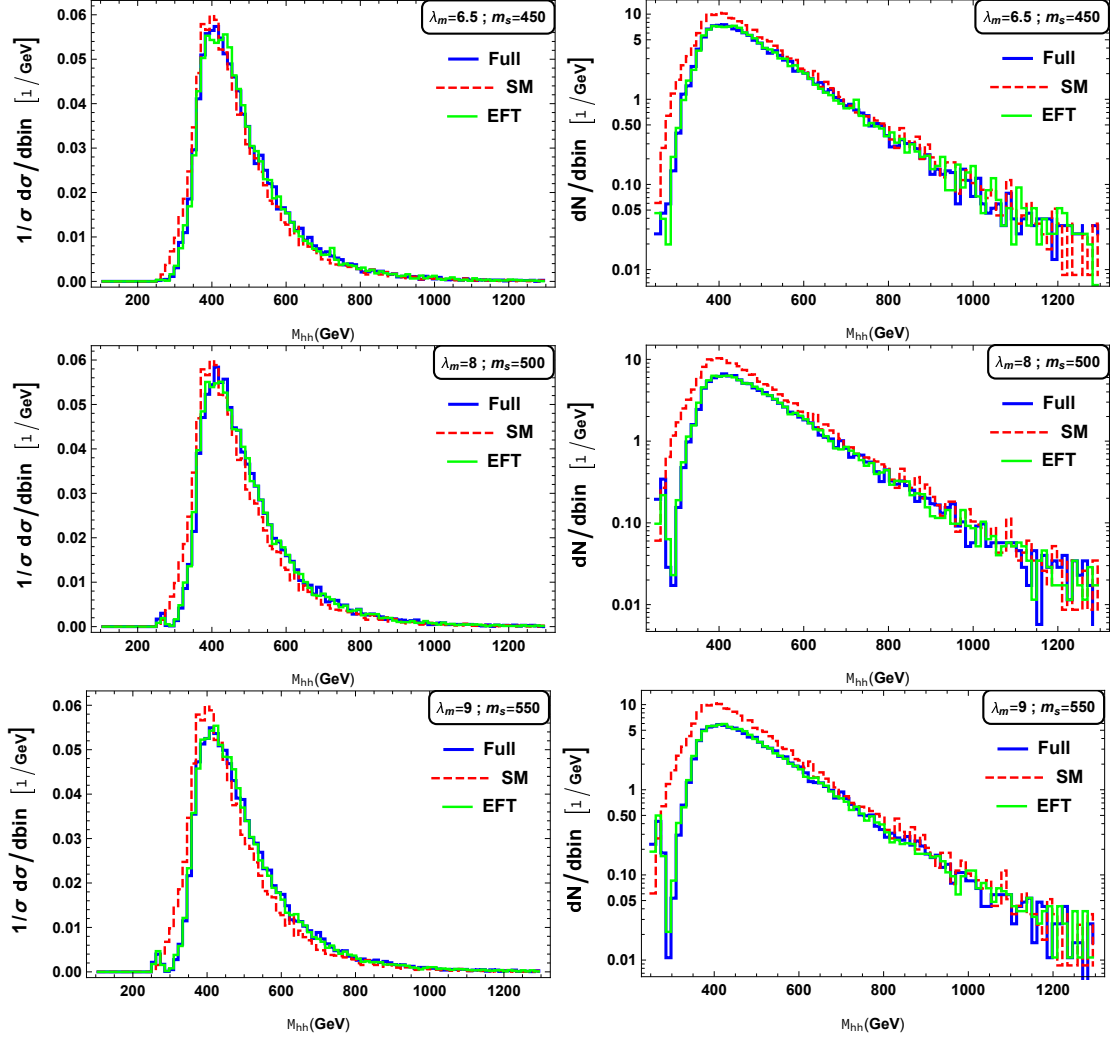 λm=6.5 ; ms=450
Full
SM
EFT
1/σ dσ/dbin [1/GeV]
0.06
0.05
0.04
0.03
0.02
0.01
0.00
200 400 600 800 1000 1200
Mhh(GeV)
λm=6.5 ; ms=450
Full
SM
EFT
dN/dbin [1/GeV]
10
5
1
0.50
0.10
0.05
0.01
400 600 800 1000 1200
Mhh(GeV)
λm=8 ; ms=500
Full
SM
EFT
1/σ dσ/dbin [1/GeV]
0.06
0.05
0.04
0.03
0.02
0.01
0.00
200 400 600 800 1000 1200
Mhh(GeV)
λm=8 ; ms=500
Full
SM
EFT
dN/dbin [1/GeV]
10
1
0.10
0.01
400 600 800 1000 1200
Mhh(GeV)
λm=9 ; ms=550
Full
SM
EFT
1/σ dσ/dbin [1/GeV]
0.06
0.05
0.04
0.03
0.02
0.01
0.00
200 400 600 800 1000 1200
Mhh(GeV)
λm=9 ; ms=550
Full
SM
EFT
dN/dbin [1/GeV]
10
5
1
0.50
0.10
0.05
0.01
400 600 800 1000 1200
Mhh(GeV)